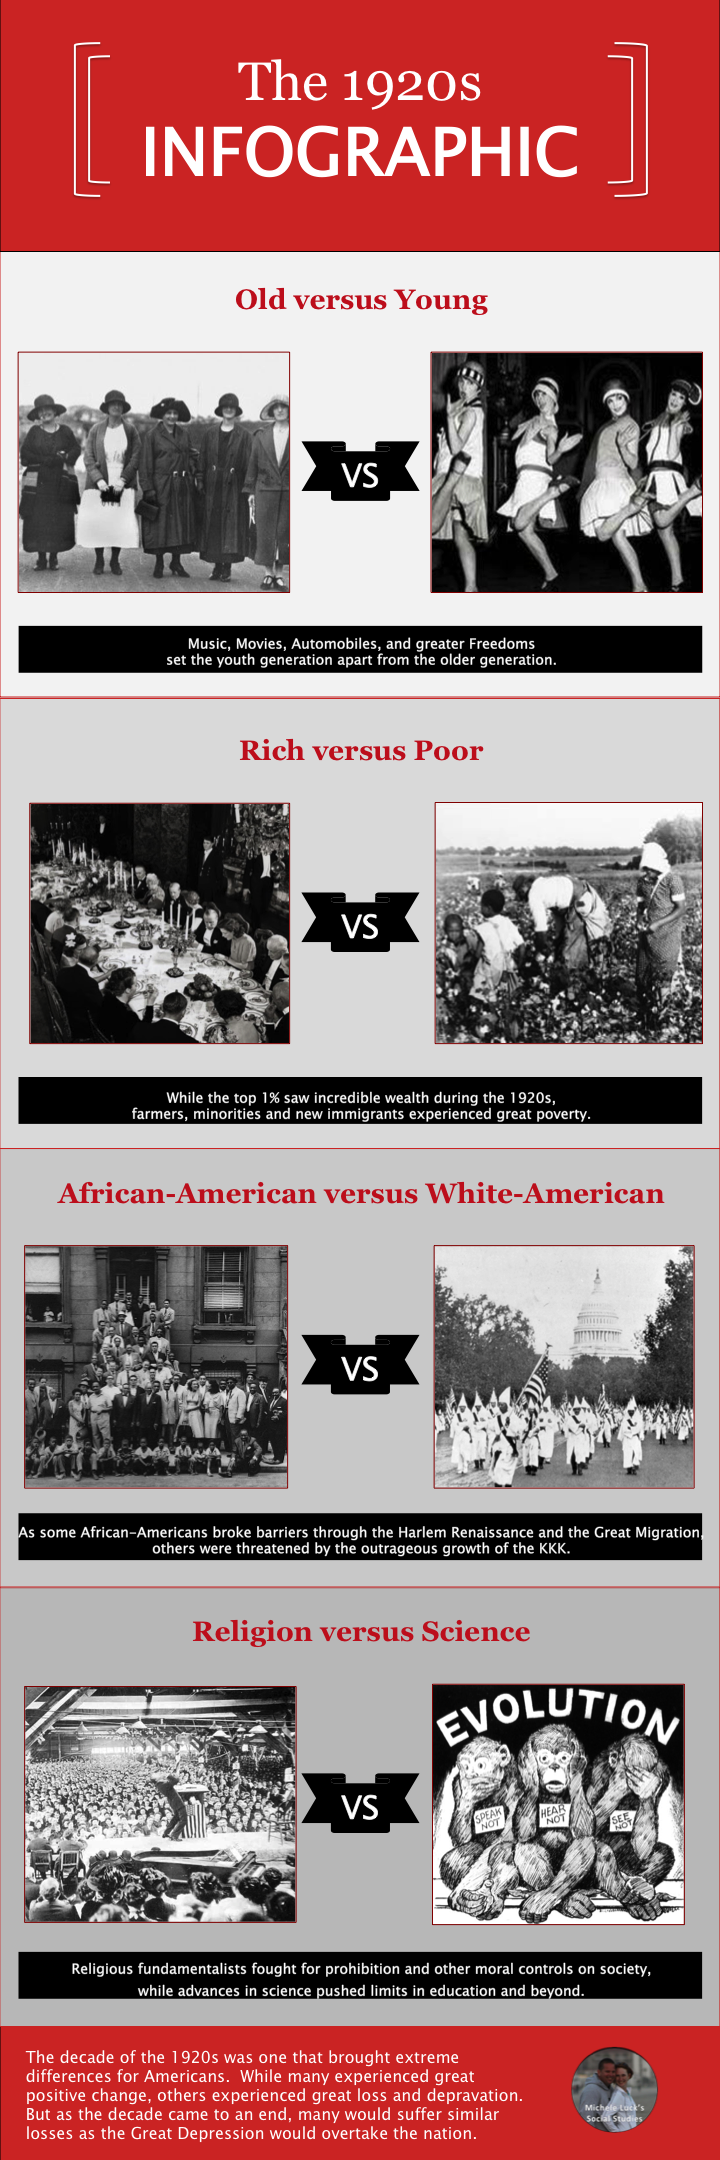 The 1920s
INFOGRAPHIC
Old versus Young
VS
Music, Movies, Automobiles, and greater Freedoms
set the youth generation apart from the older generation.
Rich versus Poor
VS
While the top 1% saw incredible wealth during the 1920s,
farmers, minorities and new immigrants experienced great poverty.
African-American versus White-American
VS
As some African-Americans broke barriers through the Harlem Renaissance and the Great Migration,
others were threatened by the outrageous growth of the KKK.
Religion versus Science
VS
EVOLUTION
SPEAK
NOT
HEAR
NOT
SEE
NOT
Religious fundamentalists fought for prohibition and other moral controls on society,
while advances in science pushed limits in education and beyond.
The decade of the 1920s was one that brought extreme
differences for Americans.  While many experienced great
positive change, others experienced great loss and depravation.
But as the decade came to an end, many would suffer similar
losses as the Great Depression would overtake the nation.
Michele Luck's
Social Studies